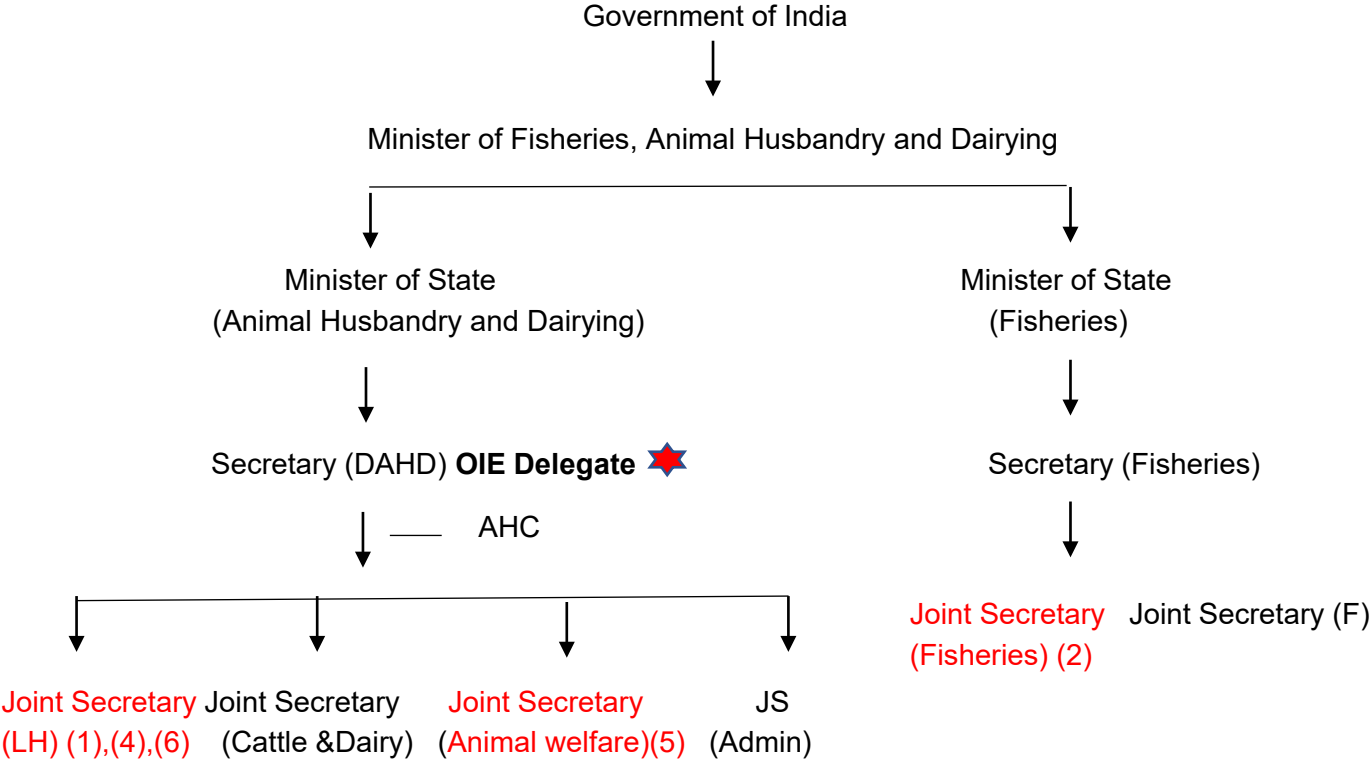 Government of India
Minister of Fisheries, Animal Husbandry and Dairying
Minister of State
(Animal Husbandry and Dairying)
Minister of State
(Fisheries)
Secretary (DAHD) OIE Delegate
Secretary (Fisheries)
AHC
Joint Secretary
(Fisheries) (2)
Joint Secretary (F)
Joint Secretary
(LH) (1),(4),(6)
Joint Secretary
(Cattle &Dairy)
Joint Secretary
(Animal welfare)(5)
JS
(Admin)